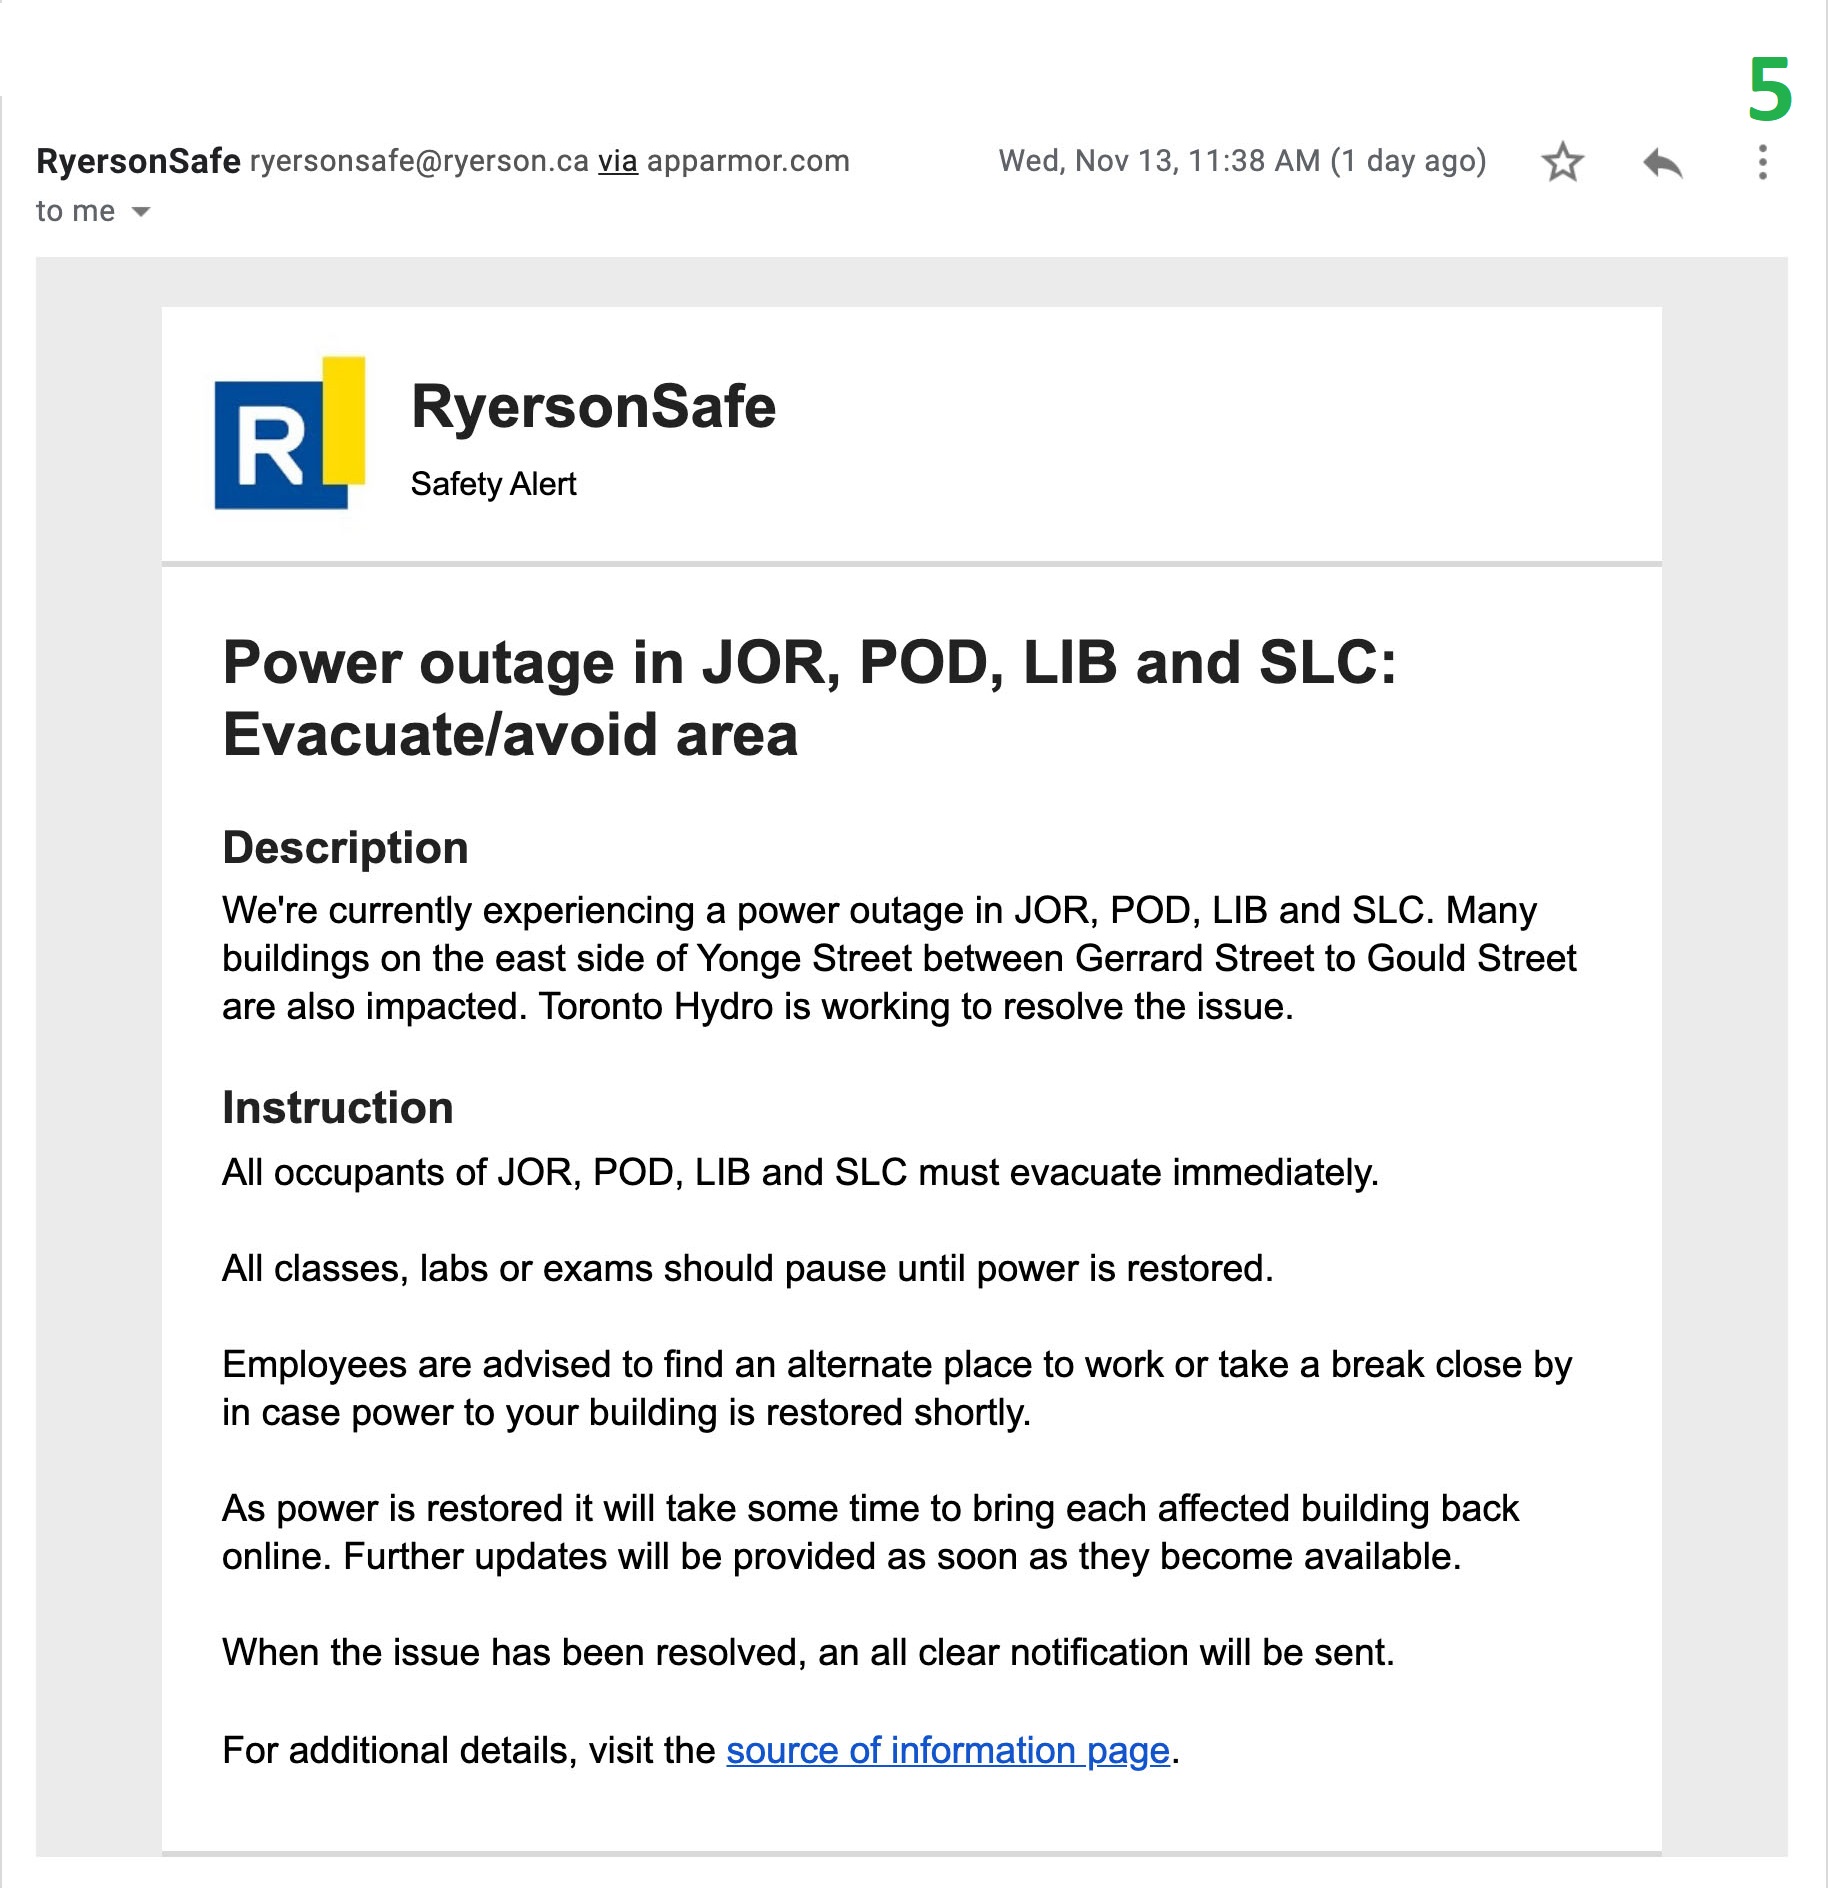 5
RyersonSafe ryersonsafe@ryerson.ca via apparmor.com Wed, Nov 13, 11:38 AM (1 day ago)
to me
R
RyersonSafe
Safety Alert
Power outage in JOR, POD, LIB and SLC:
Evacuate/avoid area
Description
We're currently experiencing a power outage in JOR, POD, LIB and SLC. Many
buildings on the east side of Yonge Street between Gerrard Street to Gould Street
are also impacted. Toronto Hydro is working to resolve the issue.
Instruction
All occupants of JOR, POD, LIB and SLC must evacuate immediately.
All classes, labs or exams should pause until power is restored.
Employees are advised to find an alternate place to work or take a break close by
in case power to your building is restored shortly.
As power is restored it will take some time to bring each affected building back
online. Further updates will be provided as soon as they become available.
When the issue has been resolved, an all clear notification will be sent.
For additional details, visit the source of information page.